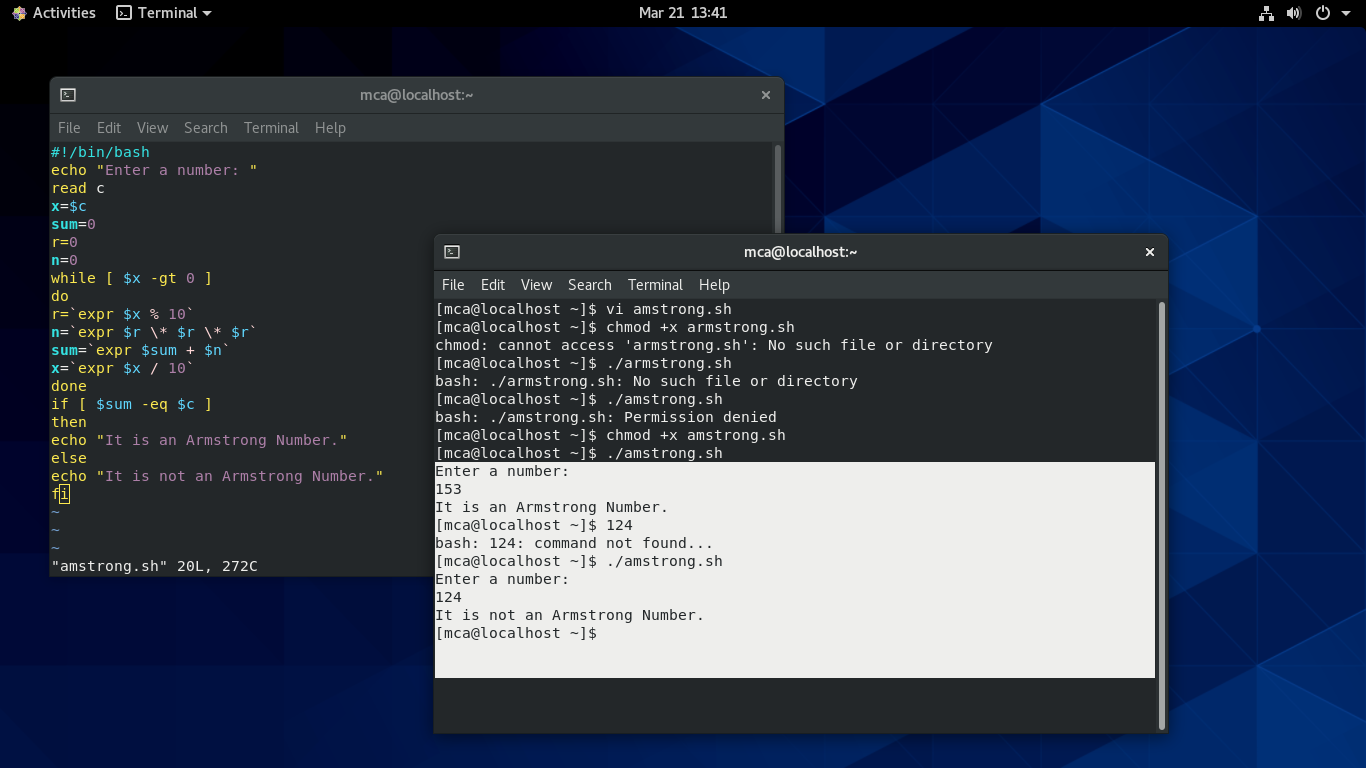 Activities Terminal Mar 21 13:41
mca@localhost:~
File Edit View Search Terminal Help
#!/bin/bash
echo "Enter a number: "
read c
x=$c
sum=0
r=0
n=0
while [ $x -gt 0 ]
do
r=`expr $x % 10`
n=`expr $r \* $r \* $r`
sum=`expr $sum + $n`
x=`expr $x / 10`
done
if [ $sum -eq $c ]
then
echo "It is an Armstrong Number."
else
echo "It is not an Armstrong Number."
fi
~
~
~
"amstrong.sh" 20L, 272C
mca@localhost:~
File Edit View Search Terminal Help
[mca@localhost ~]$ vi amstrong.sh
[mca@localhost ~]$ chmod +x armstrong.sh
chmod: cannot access 'armstrong.sh': No such file or directory
[mca@localhost ~]$ ./armstrong.sh
bash: ./armstrong.sh: No such file or directory
[mca@localhost ~]$ ./amstrong.sh
bash: ./amstrong.sh: Permission denied
[mca@localhost ~]$ chmod +x amstrong.sh
[mca@localhost ~]$ ./amstrong.sh
Enter a number:
153
It is an Armstrong Number.
[mca@localhost ~]$ 124
bash: 124: command not found...
[mca@localhost ~]$ ./amstrong.sh
Enter a number:
124
It is not an Armstrong Number.
[mca@localhost ~]$